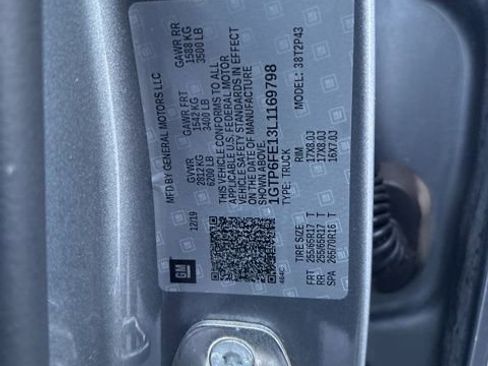 MFD BY GENERAL MOTORS LLC
12/19 GVWR GAWR FRT GAWR RR
2812 KG 1542 KG 1588 KG
6200 LB 3400 LB 3500 LB
THIS VEHICLE CONFORMS TO ALL
APPLICABLE U.S. FEDERAL MOTOR
VEHICLE SAFETY STANDARDS IN EFFECT
ON THE DATE OF MANUFACTURE
SHOWN ABOVE.
1GTP6FE13L1169798
TYPE: TRUCK MODEL: 38T2P43
TIRE SIZE RIM
FRT 255/65R17 T 17X8.0J
RR 255/65R17 T 17X8.0J
SPA 265/70R16 T 16X7.0J
GM